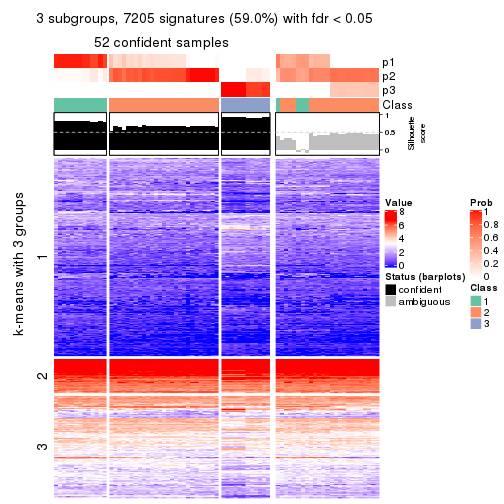 3 subgroups, 7205 signatures (59.0%) with fdr < 0.05
52 confident samples
p1
p2
p3
Class
1
0.5
0
Silhouette
score
k-means with 3 groups
1
2
3
Value
8
6
4
2
0
Status (barplots)
confident
ambiguous
Prob
1
0.8
0.6
0.4
0.2
0
Class
1
2
3